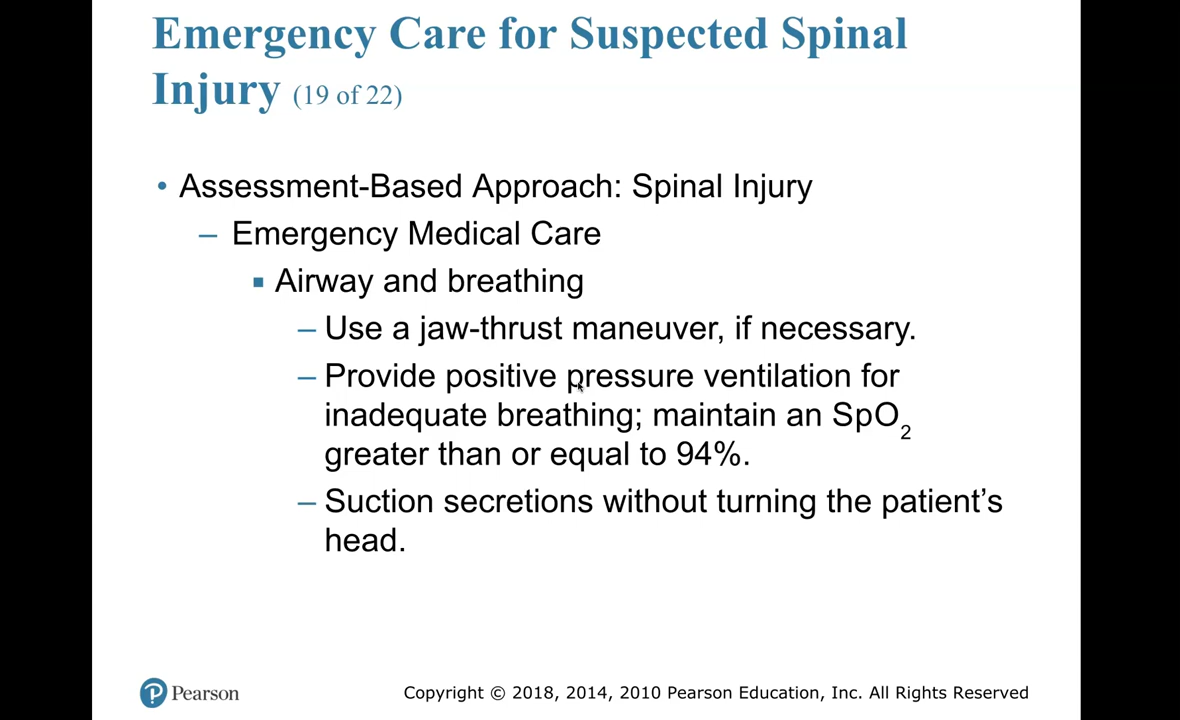 Emergency Care for Suspected Spinal
Injury (19 of 22)
• Assessment-Based Approach: Spinal Injury
– Emergency Medical Care
▪ Airway and breathing
– Use a jaw-thrust maneuver, if necessary.
– Provide positive pressure ventilation for
inadequate breathing; maintain an SpO2
greater than or equal to 94%.
– Suction secretions without turning the patient’s
head.
P Pearson
Copyright © 2018, 2014, 2010 Pearson Education, Inc. All Rights Reserved